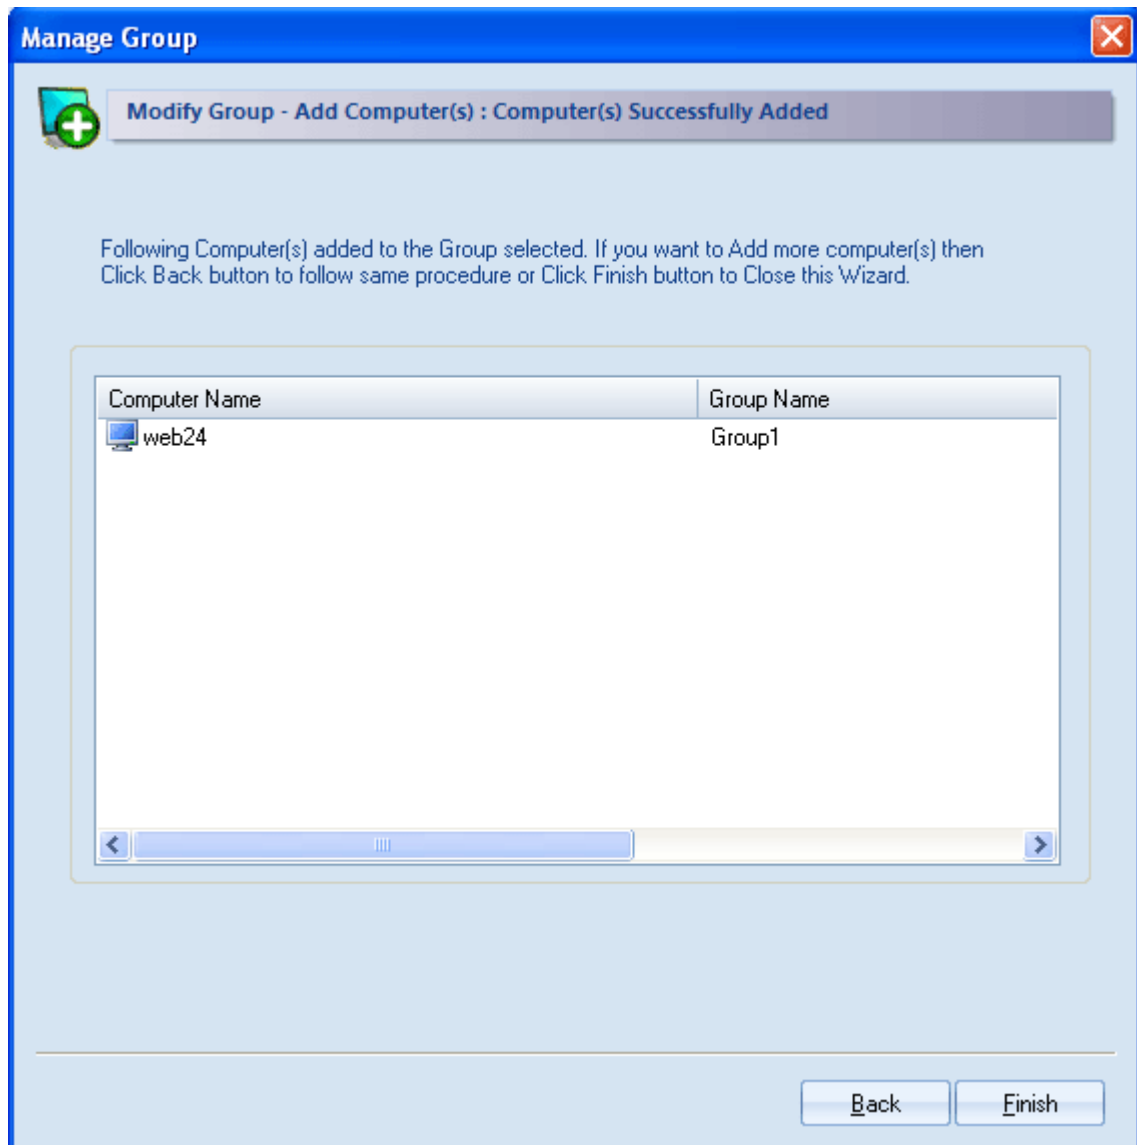 Manage Group
Modify Group - Add Computer(s) : Computer(s) Successfully Added
Following Computer(s) added to the Group selected. If you want to Add more computer(s) then
Click Back button to follow same procedure or Click Finish button to Close this Wizard.
Computer Name Group Name
web24 Group1
Back Finish